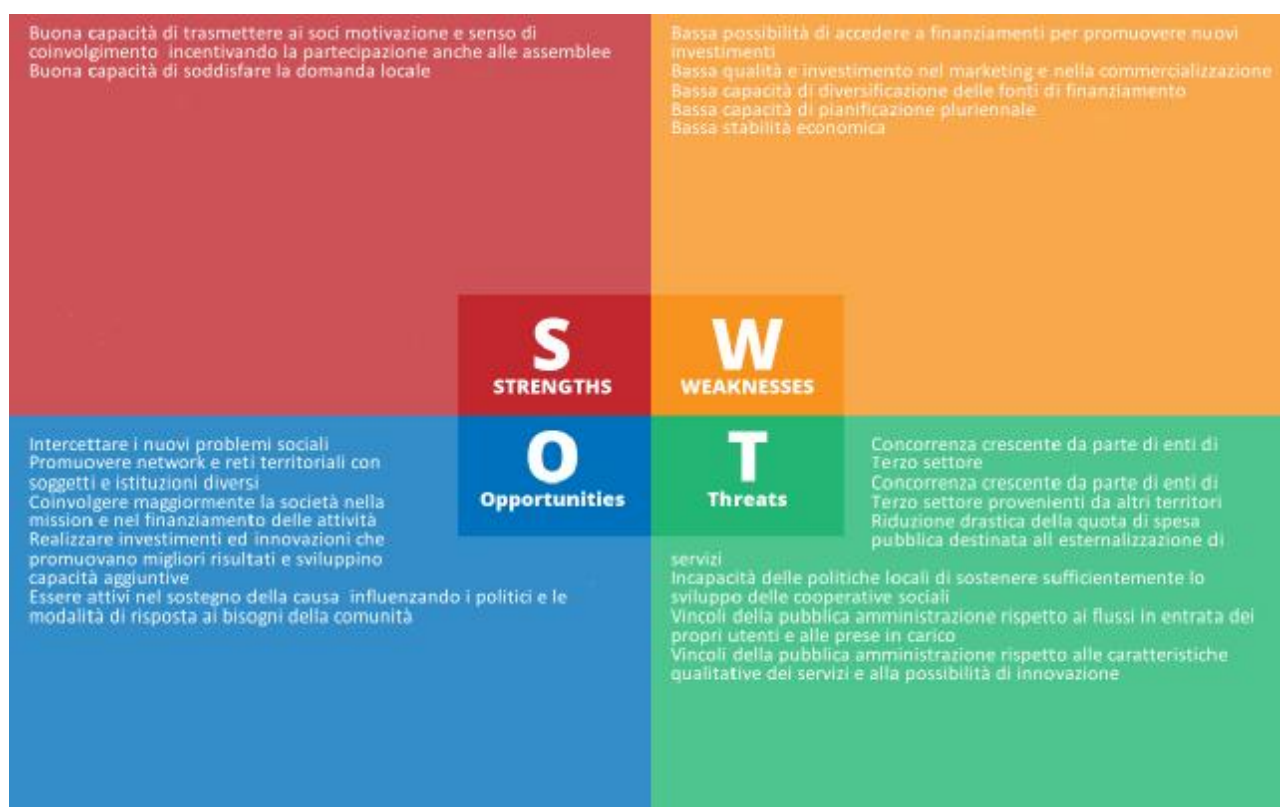 Buona capacità di trasmettere ai soci motivazione e senso di
coinvolgimento incentivando la partecipazione anche alle assemblee
Buona capacità di soddisfare la domanda locale
Bassa possibilità di accedere a finanziamenti per promuovere nuovi
investimenti
Bassa qualità e investimento nel marketing e nella commercializzazione
Bassa capacità di diversificazione delle fonti di finanziamento
Bassa capacità di pianificazione pluriennale
Bassa stabilità economica
S
STRENGTHS
W
WEAKNESSES
Intercettare i nuovi problemi sociali
Promuovere network e reti territoriali con
soggetti e istituzioni diversi
Coinvolgere maggiormente la società nella
mission e nel finanziamento delle attività
Realizzare investimenti ed innovazioni che
promuovano migliori risultati e sviluppino
capacità aggiuntive
Essere attivi nel sostegno della causa influenzando i politici e le
modalità di risposta ai bisogni della comunità
O
Opportunities
T
Threats
Concorrenza crescente da parte di enti di
Terzo settore
Concorrenza crescente da parte di enti di
Terzo settore provenienti da altri territori
Riduzione drastica della quota di spesa
pubblica destinata all esternalizzazione di
servizi
Incapacità delle politiche locali di sostenere sufficientemente lo
sviluppo delle cooperative sociali
Vincoli della pubblica amministrazione rispetto ai flussi in entrata dei
propri utenti e alle prese in carico
Vincoli della pubblica amministrazione rispetto alle caratteristiche
qualitative dei servizi e alla possibilità di innovazione